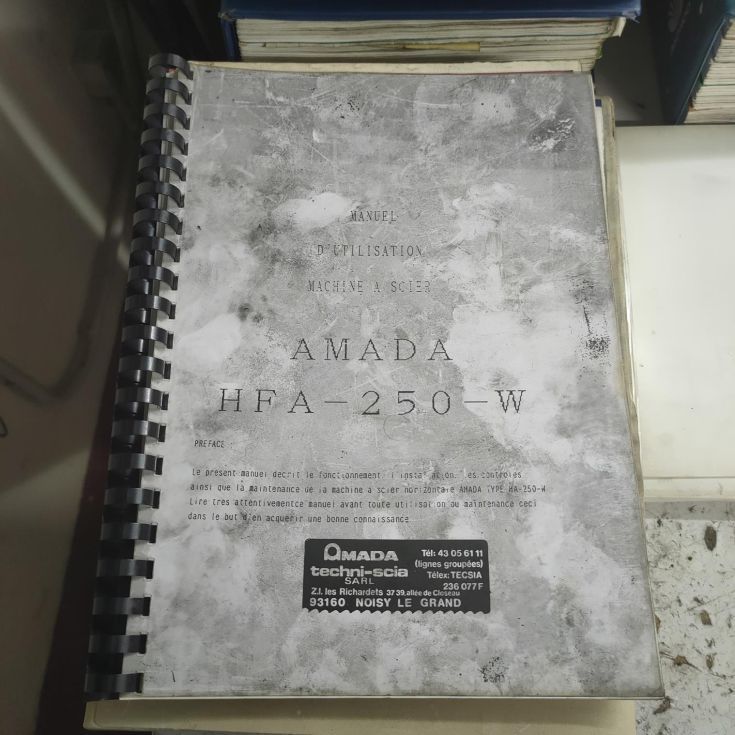 MANUEL
D'UTILISATION
MACHINE A SCIER
AMADA
HFA-250-W
PREFACE :
Le present manuel decrit le fonctionnement, l'installation, les controles
ainsi que la maintenance de la machine a scier horizontale AMADA TYPE HA-250-W
Lire tres attentivementce manuel avant toute utilisation ou maintenance ceci
dans le but d'en acquerir une bonne connaissance
AMADA
techni-scia
SARL
Tél: 43 05 61 11
(lignes groupées)
Télex: TECSIA
236 077 F
Z.I. les Richardets 37 39, allée de Closeau
93160 NOISY LE GRAND